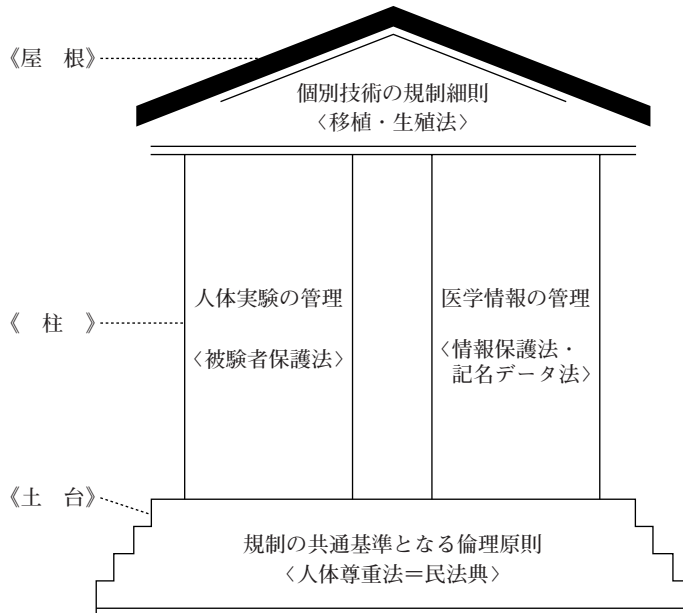 《屋　根》
個別技術の規制細則
〈移植・生殖法〉
《　柱　》
人体実験の管理
〈被験者保護法〉
医学情報の管理
〈情報保護法・
記名データ法〉
《土　台》
規制の共通基準となる倫理原則
〈人体尊重法＝民法典〉